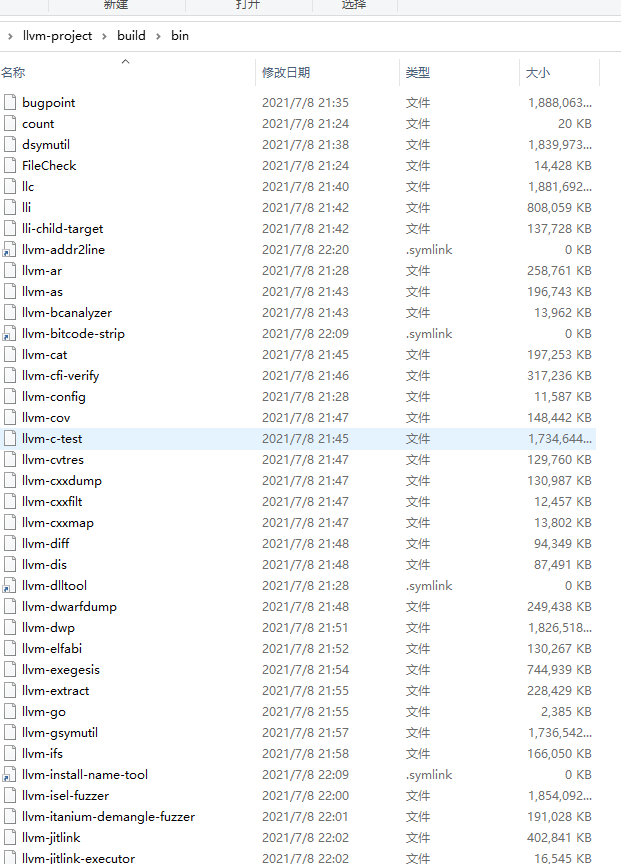 新建 打开 选择
llvm-project > build > bin
名称 修改日期 类型 大小
bugpoint 2021/7/8 21:35 文件 1,888,063...
count 2021/7/8 21:24 文件 20 KB
dsymutil 2021/7/8 21:38 文件 1,839,973...
FileCheck 2021/7/8 21:24 文件 14,428 KB
llc 2021/7/8 21:40 文件 1,881,692...
lli 2021/7/8 21:42 文件 808,059 KB
lli-child-target 2021/7/8 21:42 文件 137,728 KB
llvm-addr2line 2021/7/8 22:20 .symlink 0 KB
llvm-ar 2021/7/8 21:28 文件 258,761 KB
llvm-as 2021/7/8 21:43 文件 196,743 KB
llvm-bcanalyzer 2021/7/8 21:43 文件 13,962 KB
llvm-bitcode-strip 2021/7/8 22:09 .symlink 0 KB
llvm-cat 2021/7/8 21:45 文件 197,253 KB
llvm-cfi-verify 2021/7/8 21:46 文件 317,236 KB
llvm-config 2021/7/8 21:28 文件 11,587 KB
llvm-cov 2021/7/8 21:47 文件 148,442 KB
llvm-c-test 2021/7/8 21:45 文件 1,734,644...
llvm-cvtres 2021/7/8 21:47 文件 129,760 KB
llvm-cxxdump 2021/7/8 21:47 文件 130,987 KB
llvm-cxxfilt 2021/7/8 21:47 文件 12,457 KB
llvm-cxxmap 2021/7/8 21:47 文件 13,802 KB
llvm-diff 2021/7/8 21:48 文件 94,349 KB
llvm-dis 2021/7/8 21:48 文件 87,491 KB
llvm-dlltool 2021/7/8 21:28 .symlink 0 KB
llvm-dwarfdump 2021/7/8 21:48 文件 249,438 KB
llvm-dwp 2021/7/8 21:51 文件 1,826,518...
llvm-elfabi 2021/7/8 21:52 文件 130,267 KB
llvm-exegesis 2021/7/8 21:54 文件 744,939 KB
llvm-extract 2021/7/8 21:55 文件 228,429 KB
llvm-go 2021/7/8 21:55 文件 2,385 KB
llvm-gsymutil 2021/7/8 21:57 文件 1,736,542...
llvm-ifs 2021/7/8 21:58 文件 166,050 KB
llvm-install-name-tool 2021/7/8 22:09 .symlink 0 KB
llvm-isel-fuzzer 2021/7/8 22:00 文件 1,854,092...
llvm-itanium-demangle-fuzzer 2021/7/8 22:01 文件 191,028 KB
llvm-jitlink 2021/7/8 22:02 文件 402,841 KB
llvm-jitlink-executor 2021/7/8 22:02 文件 16,545 KB